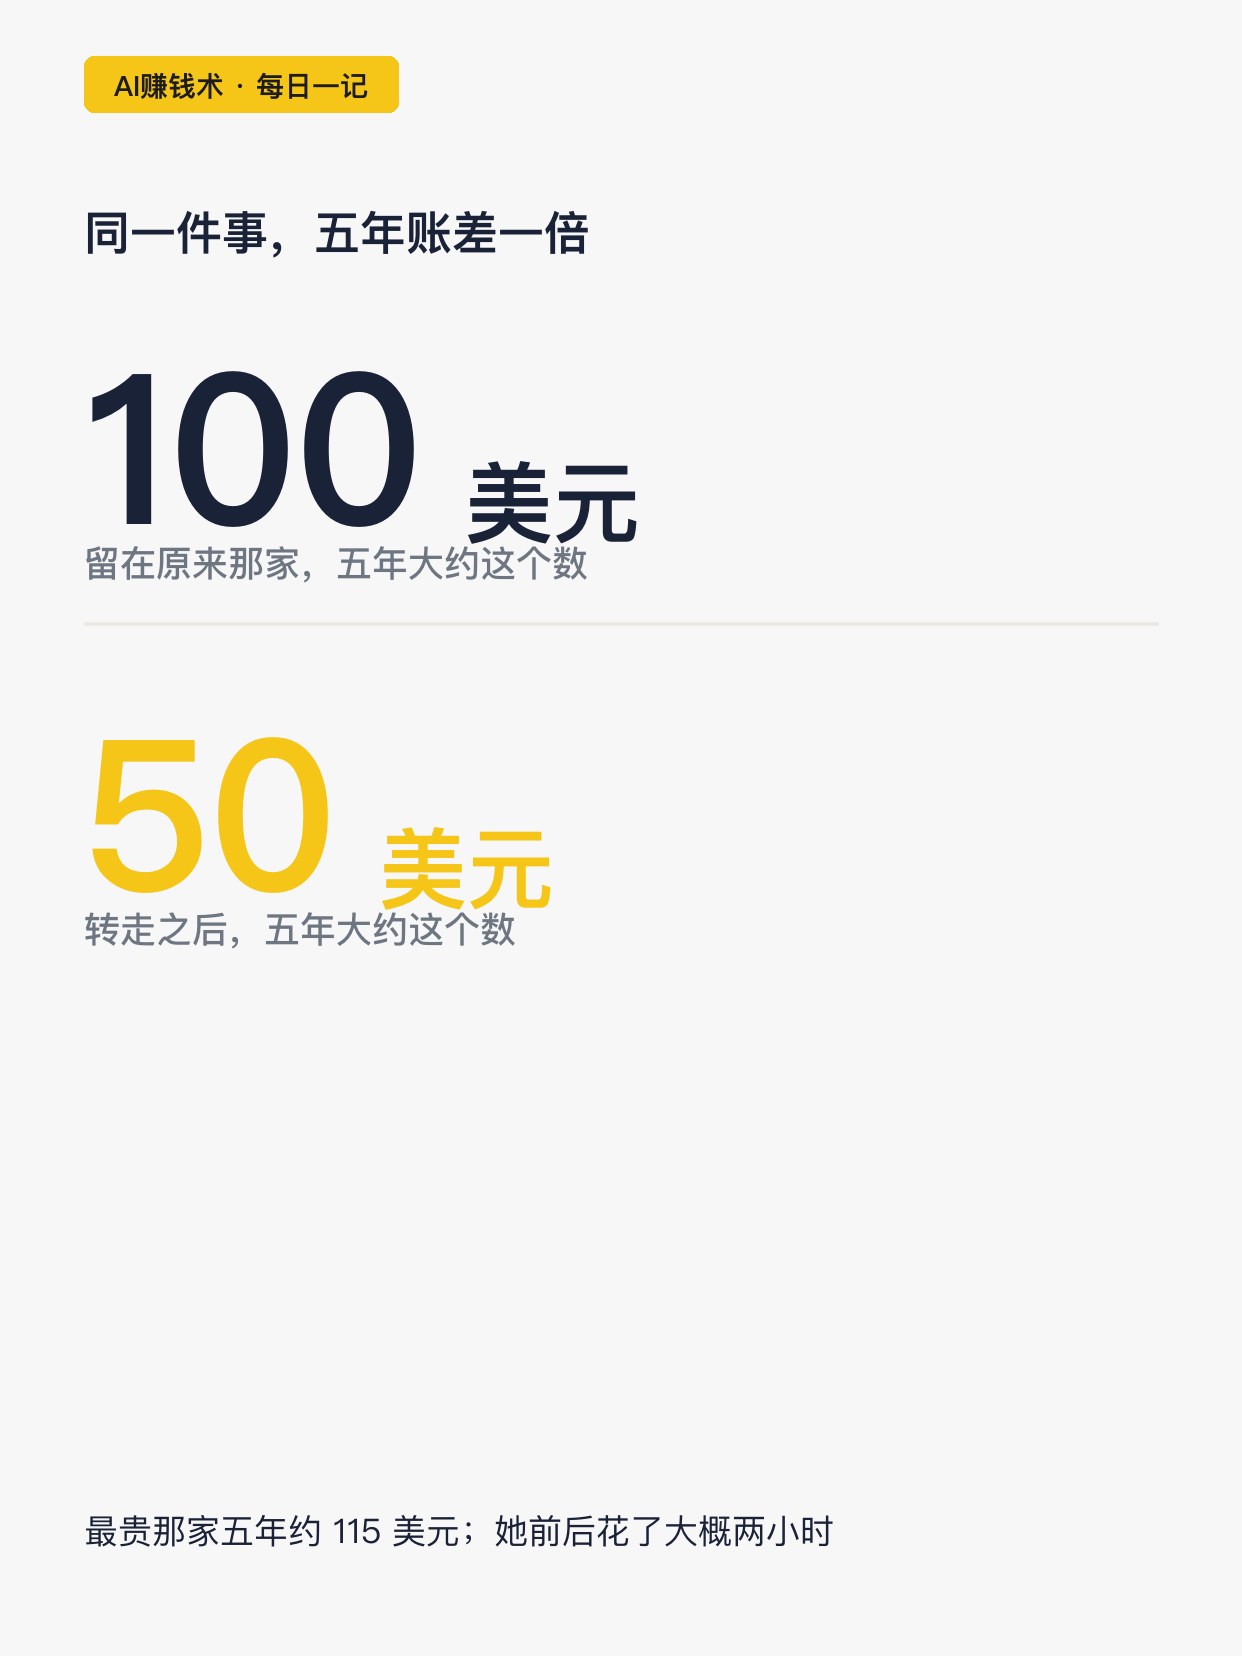 AI赚钱术 · 每日一记
同一件事，五年账差一倍
100 美元
留在原来那家，五年大约这个数
50 美元
转走之后，五年大约这个数
最贵那家五年约 115 美元；她前后花了大概两小时